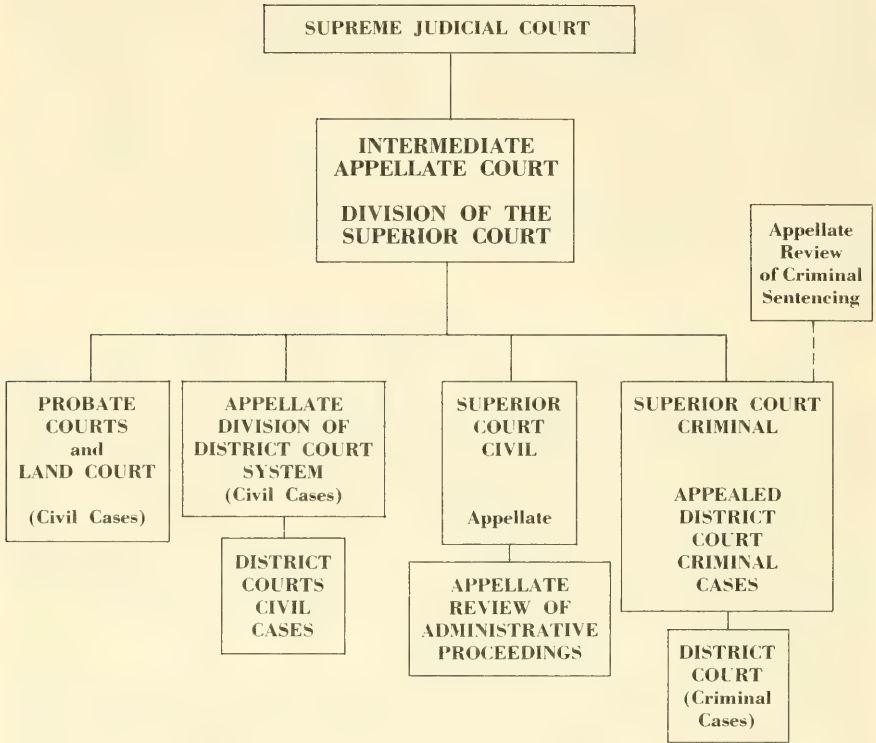 SUPREME JUDICIAL COURT
INTERMEDIATE
APPELLATE COURT
DIVISION OF THE
SUPERIOR COURT
Appellate
Review
of Criminal
Sentencing
PROBATE
COURTS
and
LAND COURT
(Civil Cases)
APPELLATE
DIVISION OF
DISTRICT COURT
SYSTEM
(Civil Cases)
SUPERIOR
COURT
CIVIL
Appellate
SUPERIOR COURT
CRIMINAL
APPEALED
DISTRICT
COURT
CRIMINAL
CASES
DISTRICT
COURTS
CIVIL
CASES
APPELLATE
REVIEW OF
ADMINISTRATIVE
PROCEEDINGS
DISTRICT
COURT
(Criminal
Cases)